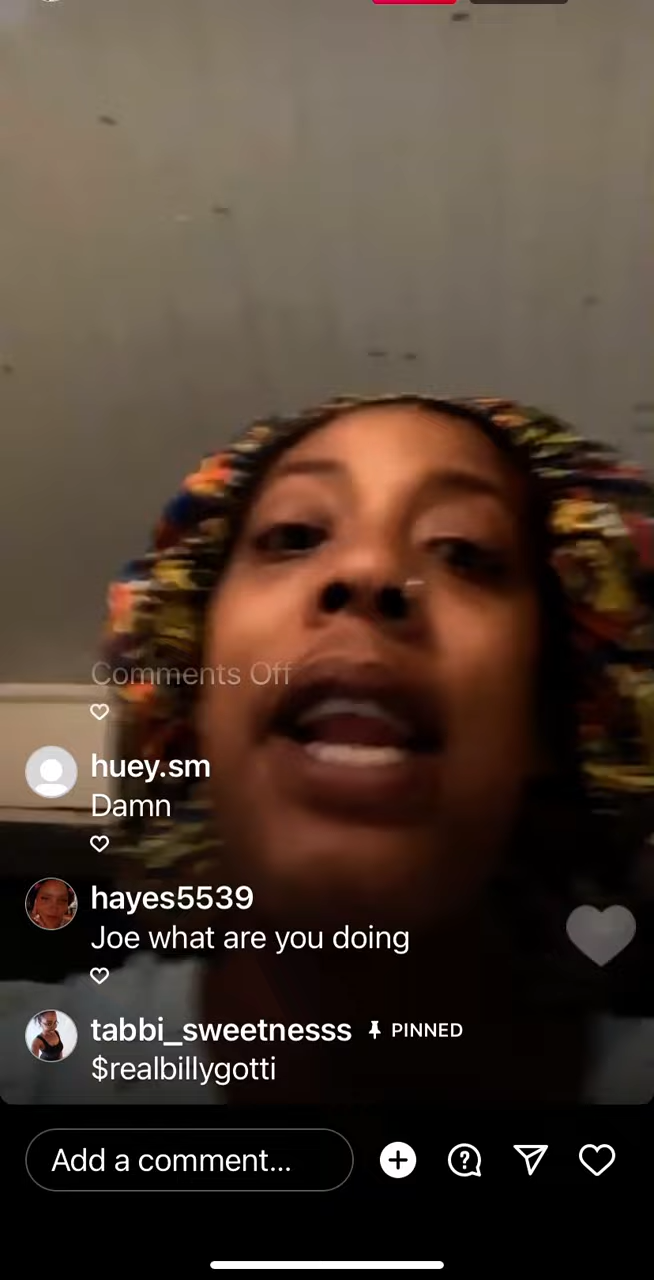 Comments Off
huey.sm
Damn
hayes5539
Joe what are you doing
tabbi_sweetnesss PINNED
$realbillygotti
Add a comment...